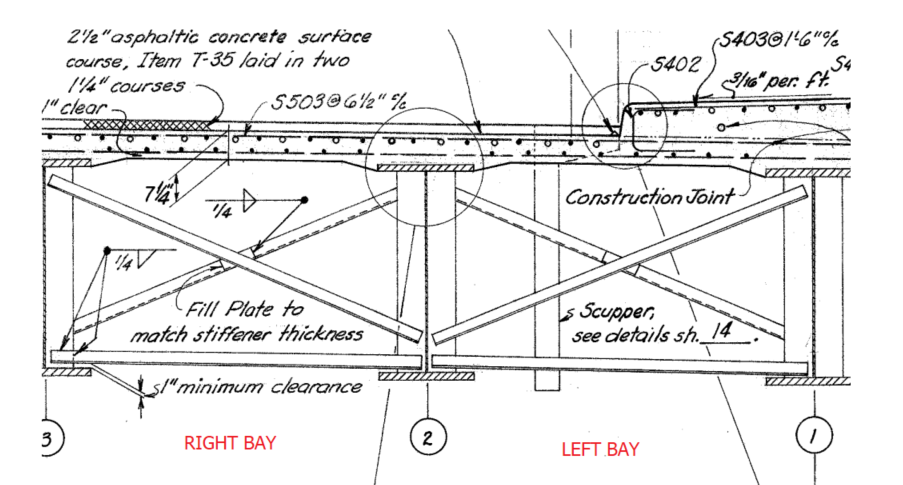 2½" asphaltic concrete surface
course, Item T-35 laid in two
1¼" courses
1" clear
S503@6½" c/c
S402
S403@1'-6" c/c
3/16" per. ft.
S4
7¼"
1/4
1/4
Construction Joint
Fill Plate to
match stiffener thickness
Scupper,
see details sh. 14 .
1" minimum clearance
3
2
1
RIGHT BAY
LEFT BAY